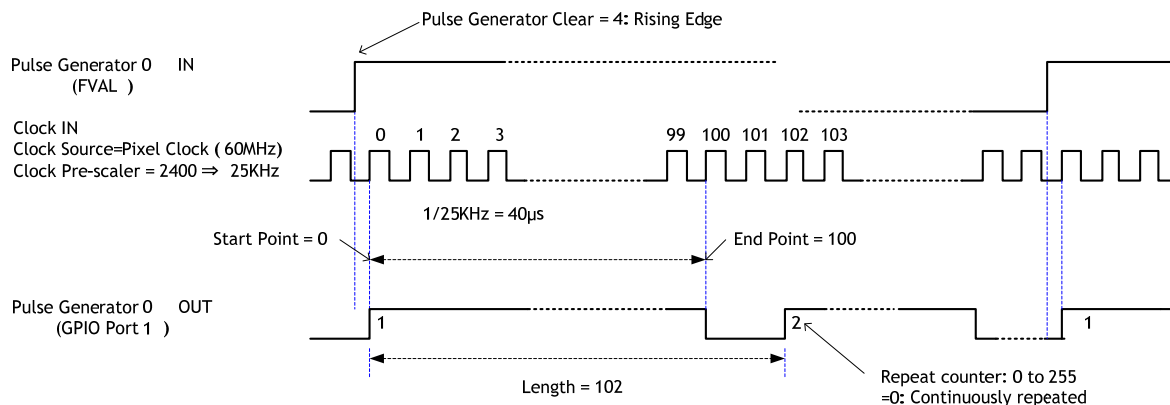 Pulse Generator Clear = 4: Rising Edge
Pulse Generator 0 IN
(FVAL )
Clock IN
Clock Source=Pixel Clock ( 60MHz)
Clock Pre-scaler = 2400 ⇒ 25KHz
0 1 2 3 99 100 101 102 103
1/25KHz = 40μs
Start Point = 0
End Point = 100
Pulse Generator 0 OUT
(GPIO Port 1 )
1 2 1
Length = 102
Repeat counter: 0 to 255
=0: Continuously repeated